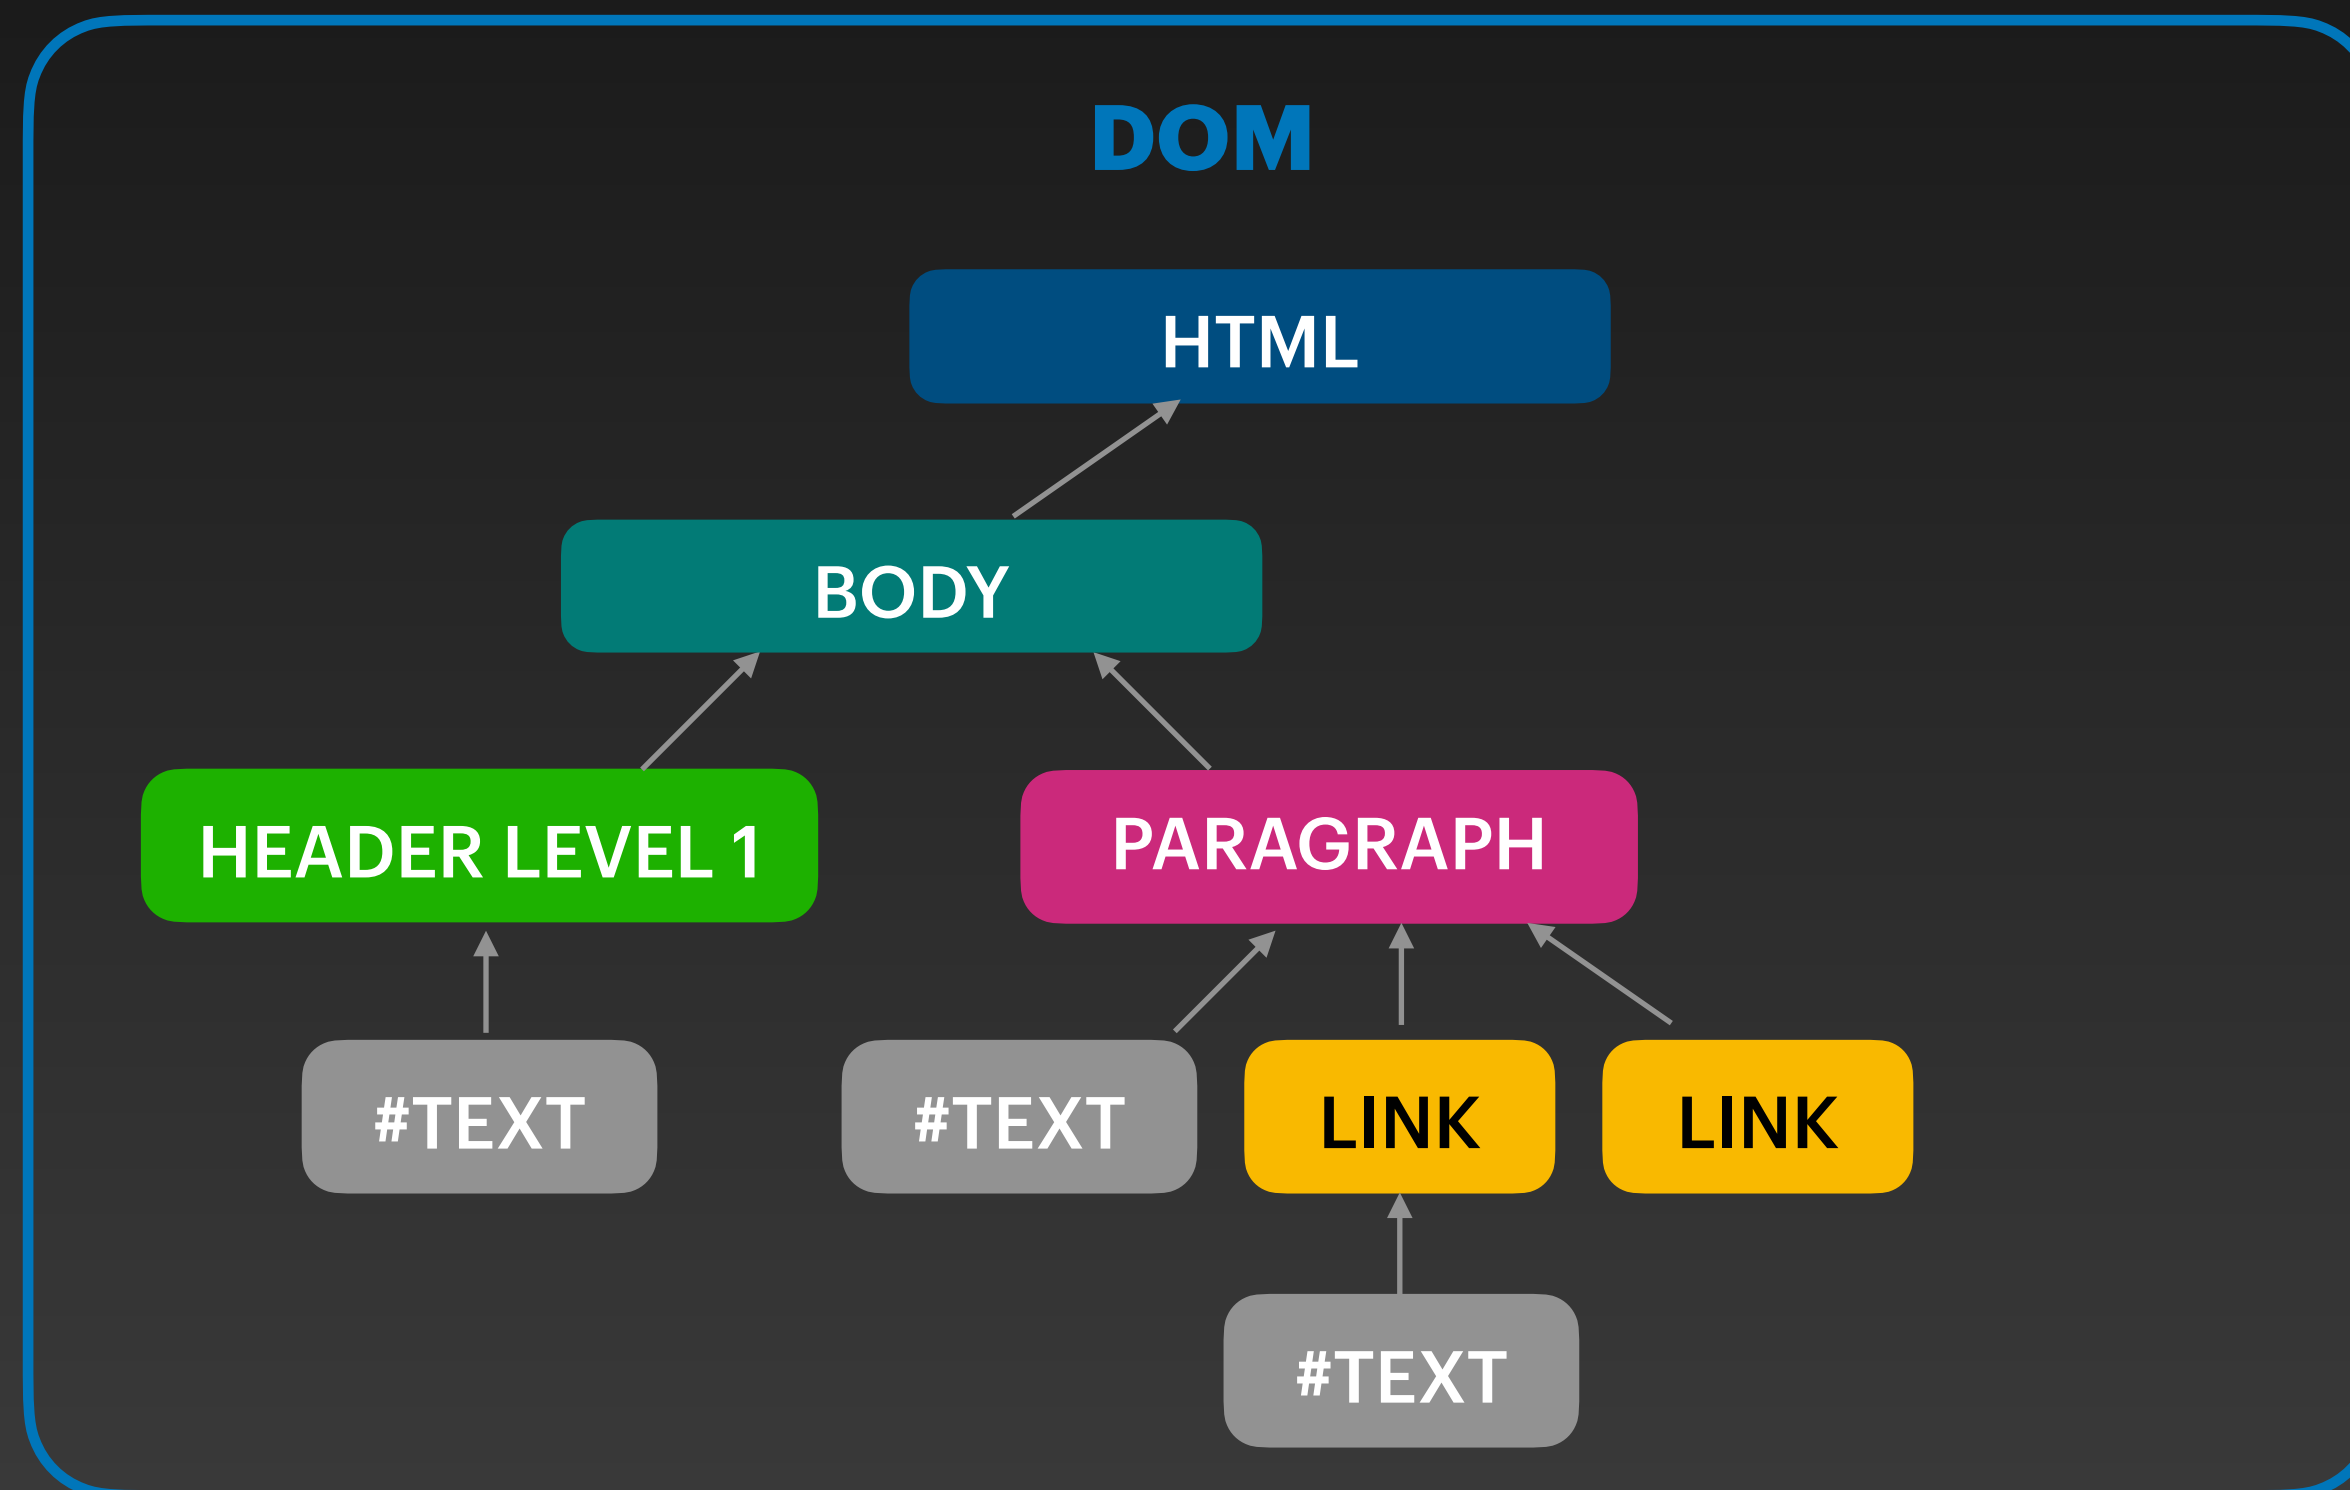 DOM
HTML
BODY
HEADER LEVEL 1
PARAGRAPH
#TEXT
#TEXT
LINK
LINK
#TEXT